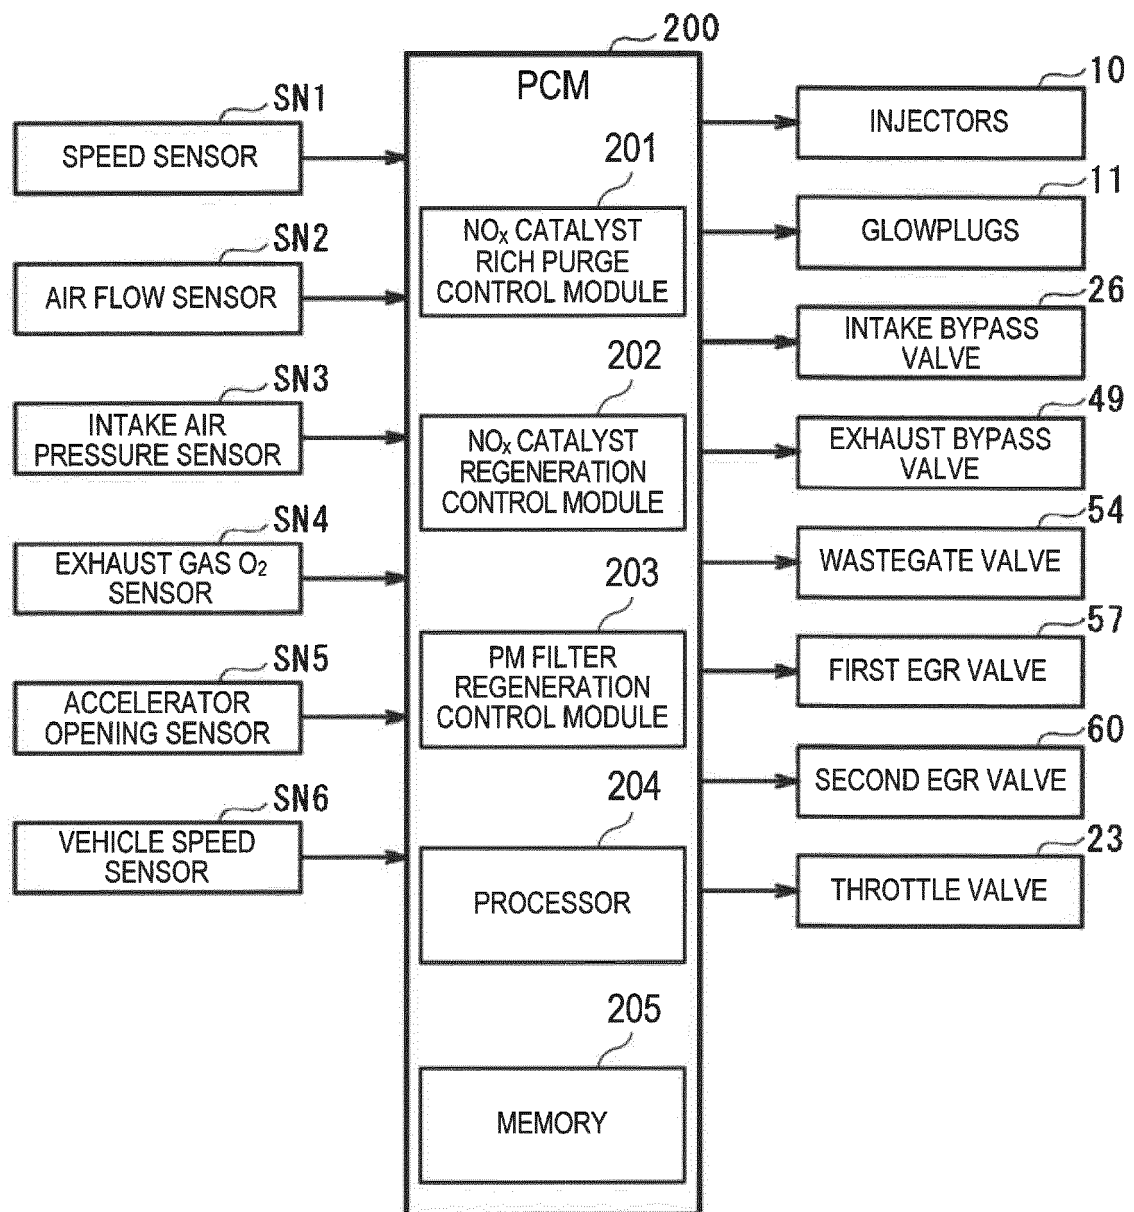 200
PCM
SN1
SPEED SENSOR
SN2
AIR FLOW SENSOR
SN3
INTAKE AIR
PRESSURE SENSOR
SN4
EXHAUST GAS O₂
SENSOR
SN5
ACCELERATOR
OPENING SENSOR
SN6
VEHICLE SPEED
SENSOR
201
NOₓ CATALYST
RICH PURGE
CONTROL MODULE
202
NOₓ CATALYST
REGENERATION
CONTROL MODULE
203
PM FILTER
REGENERATION
CONTROL MODULE
204
PROCESSOR
205
MEMORY
10
INJECTORS
11
GLOWPLUGS
26
INTAKE BYPASS
VALVE
49
EXHAUST BYPASS
VALVE
54
WASTEGATE VALVE
57
FIRST EGR VALVE
60
SECOND EGR VALVE
23
THROTTLE VALVE